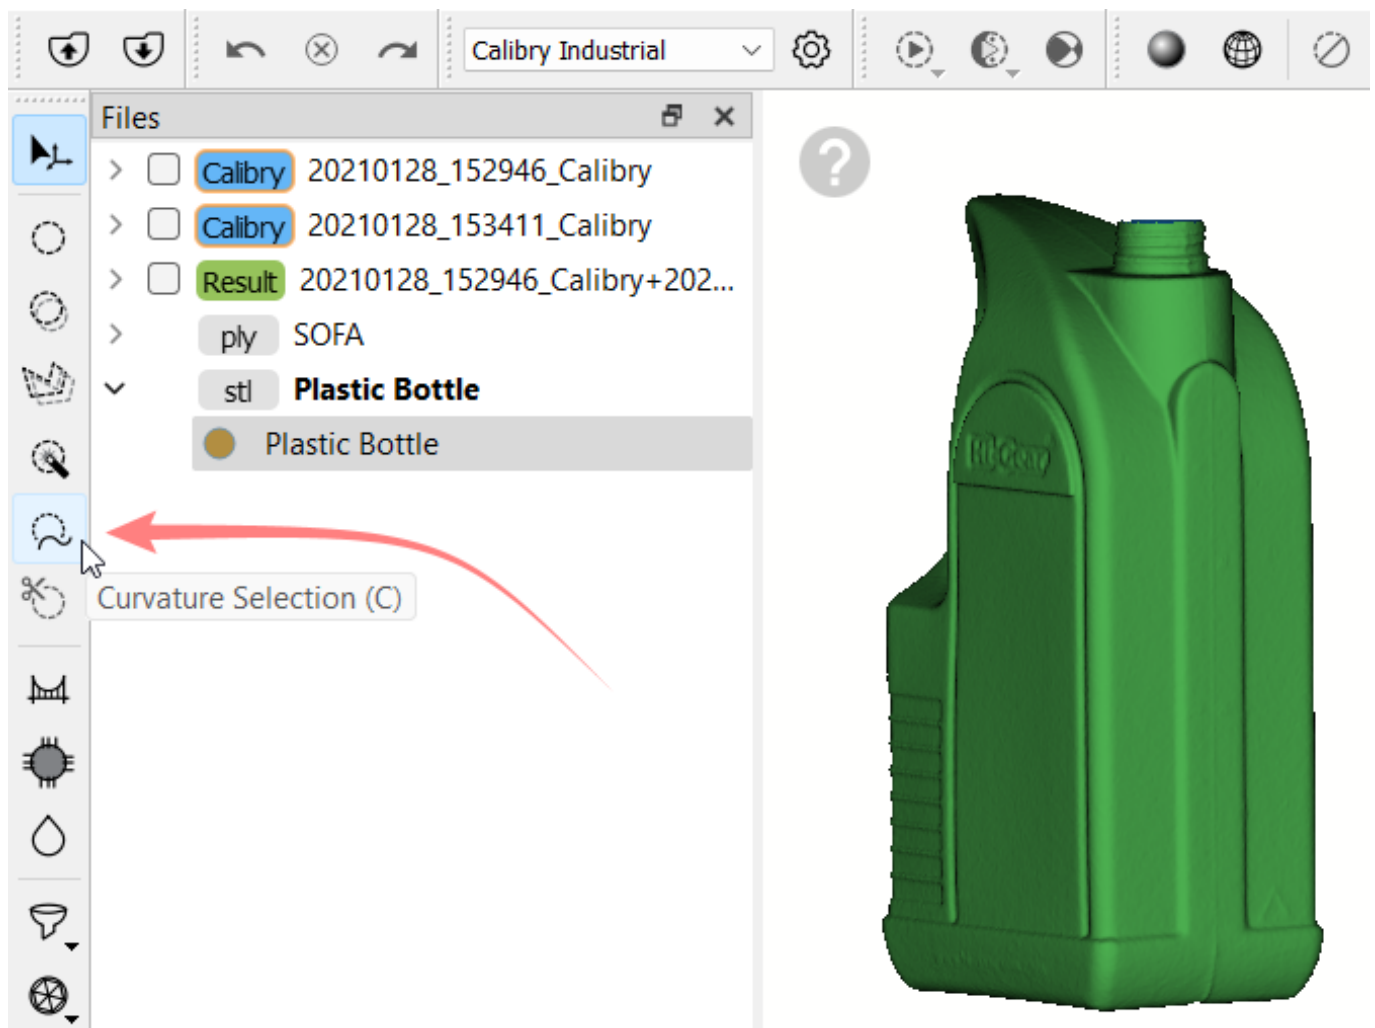 Calibry Industrial
Files
Calibry 20210128_152946_Calibry
Calibry 20210128_153411_Calibry
Result 20210128_152946_Calibry+202...
ply SOFA
stl Plastic Bottle
Plastic Bottle
Curvature Selection (C)
?